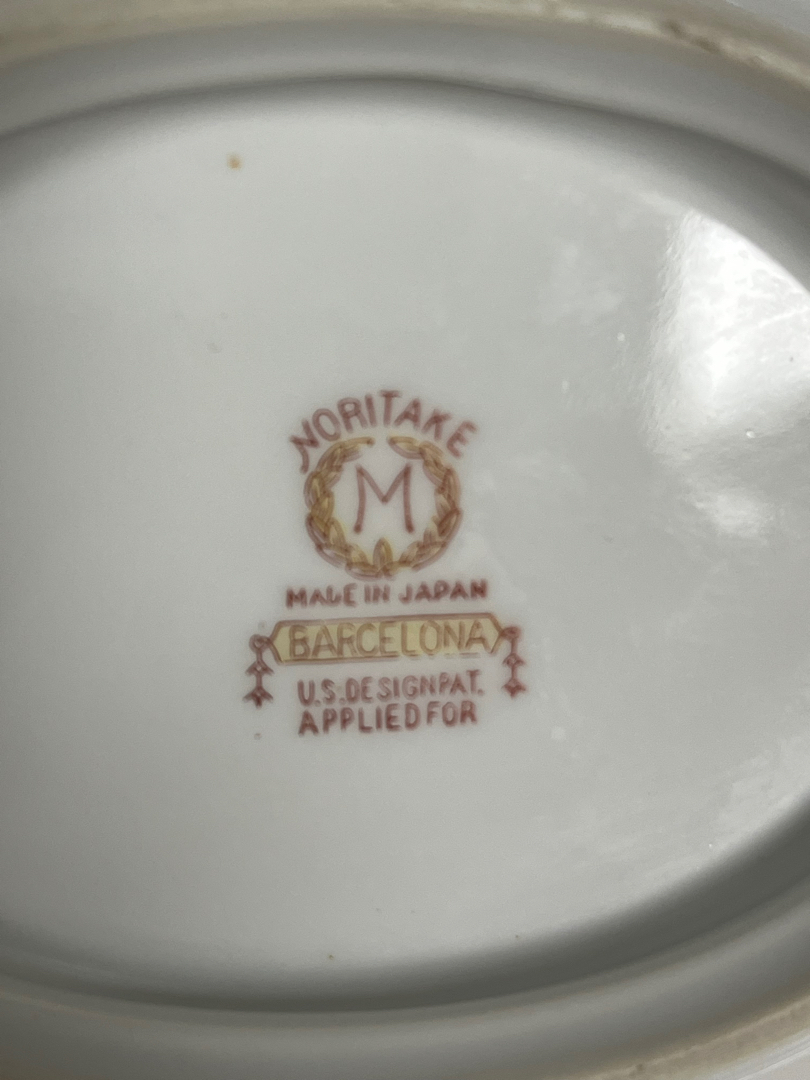 NORITAKE
M
MADE IN JAPAN
BARCELONA
U.S.DESIGN PAT.
APPLIED FOR